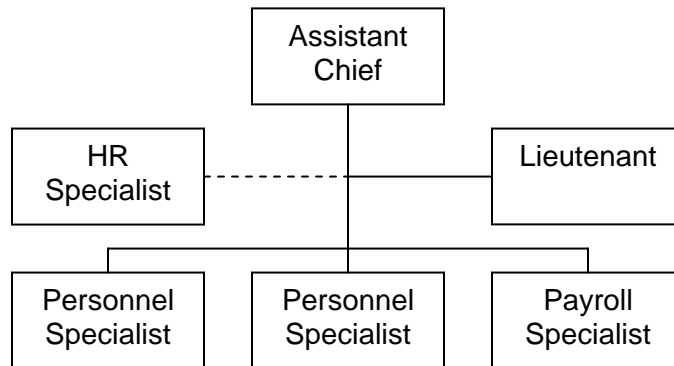 Assistant
Chief
HR
Specialist
Lieutenant
Personnel
Specialist
Personnel
Specialist
Payroll
Specialist